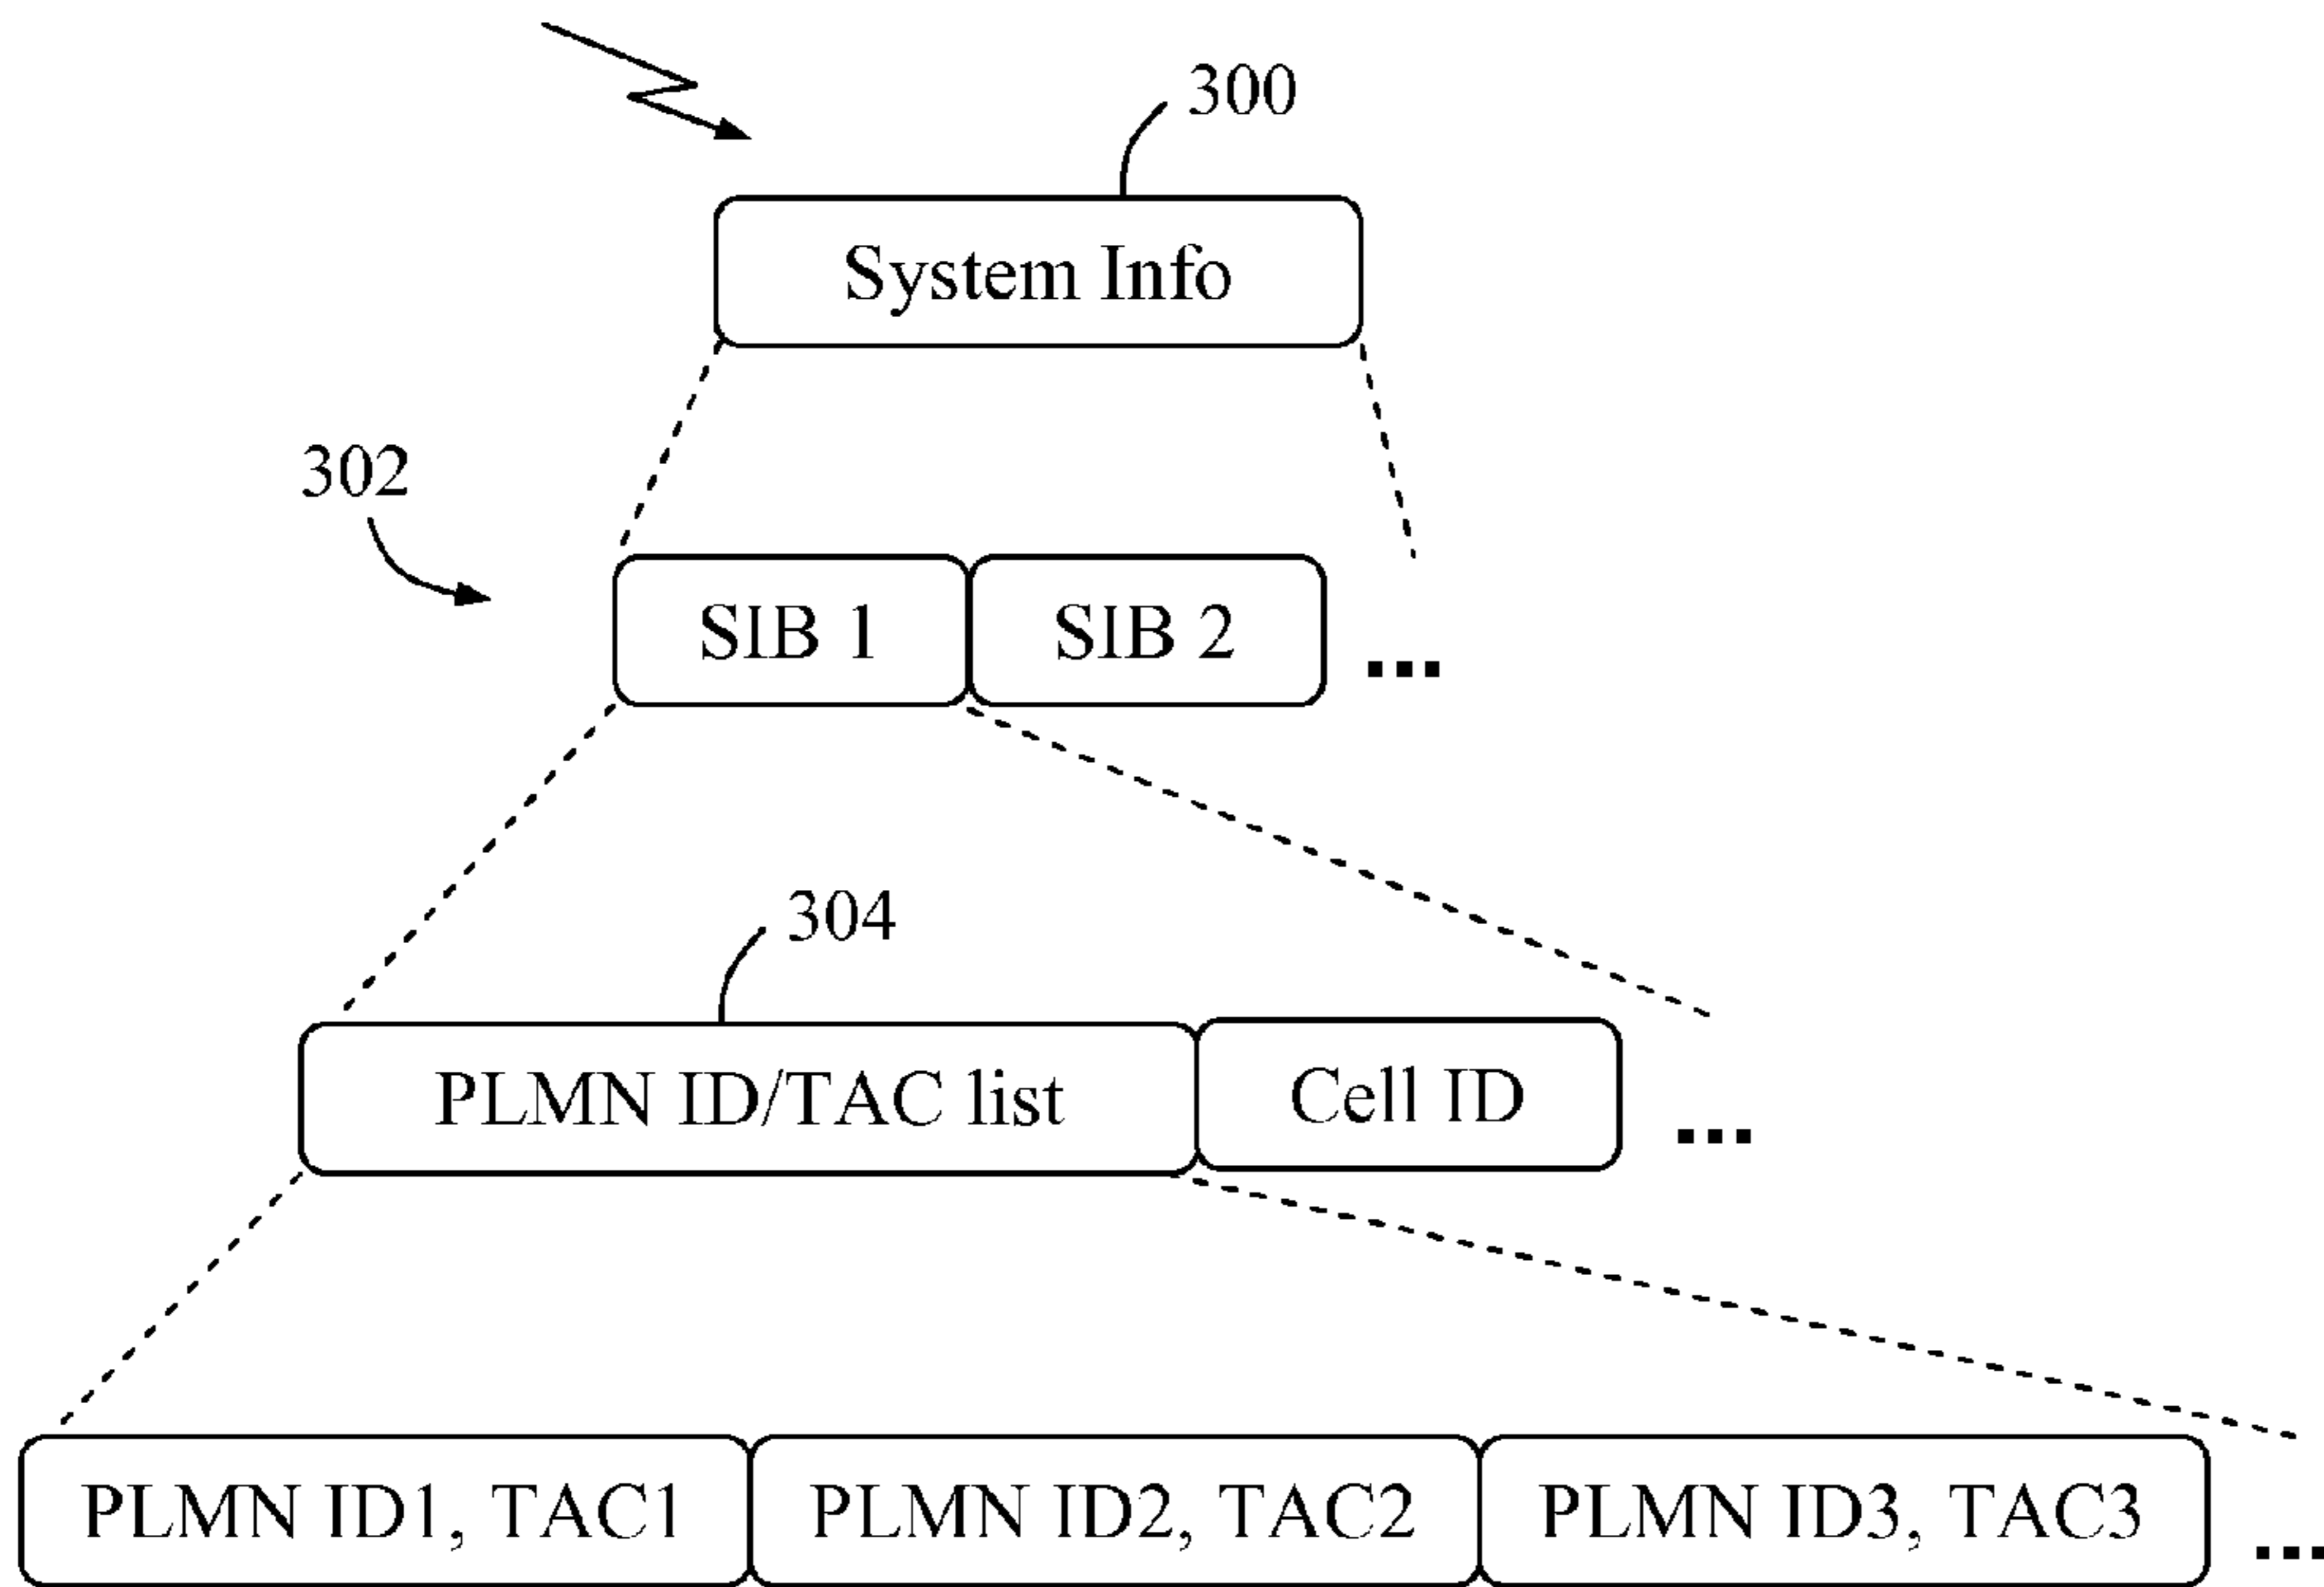 300
System Info
302
SIB 1 SIB 2 ...
304
PLMN ID/TAC list Cell ID ...
PLMN ID1, TAC1 PLMN ID2, TAC2 PLMN ID3, TAC3 ...